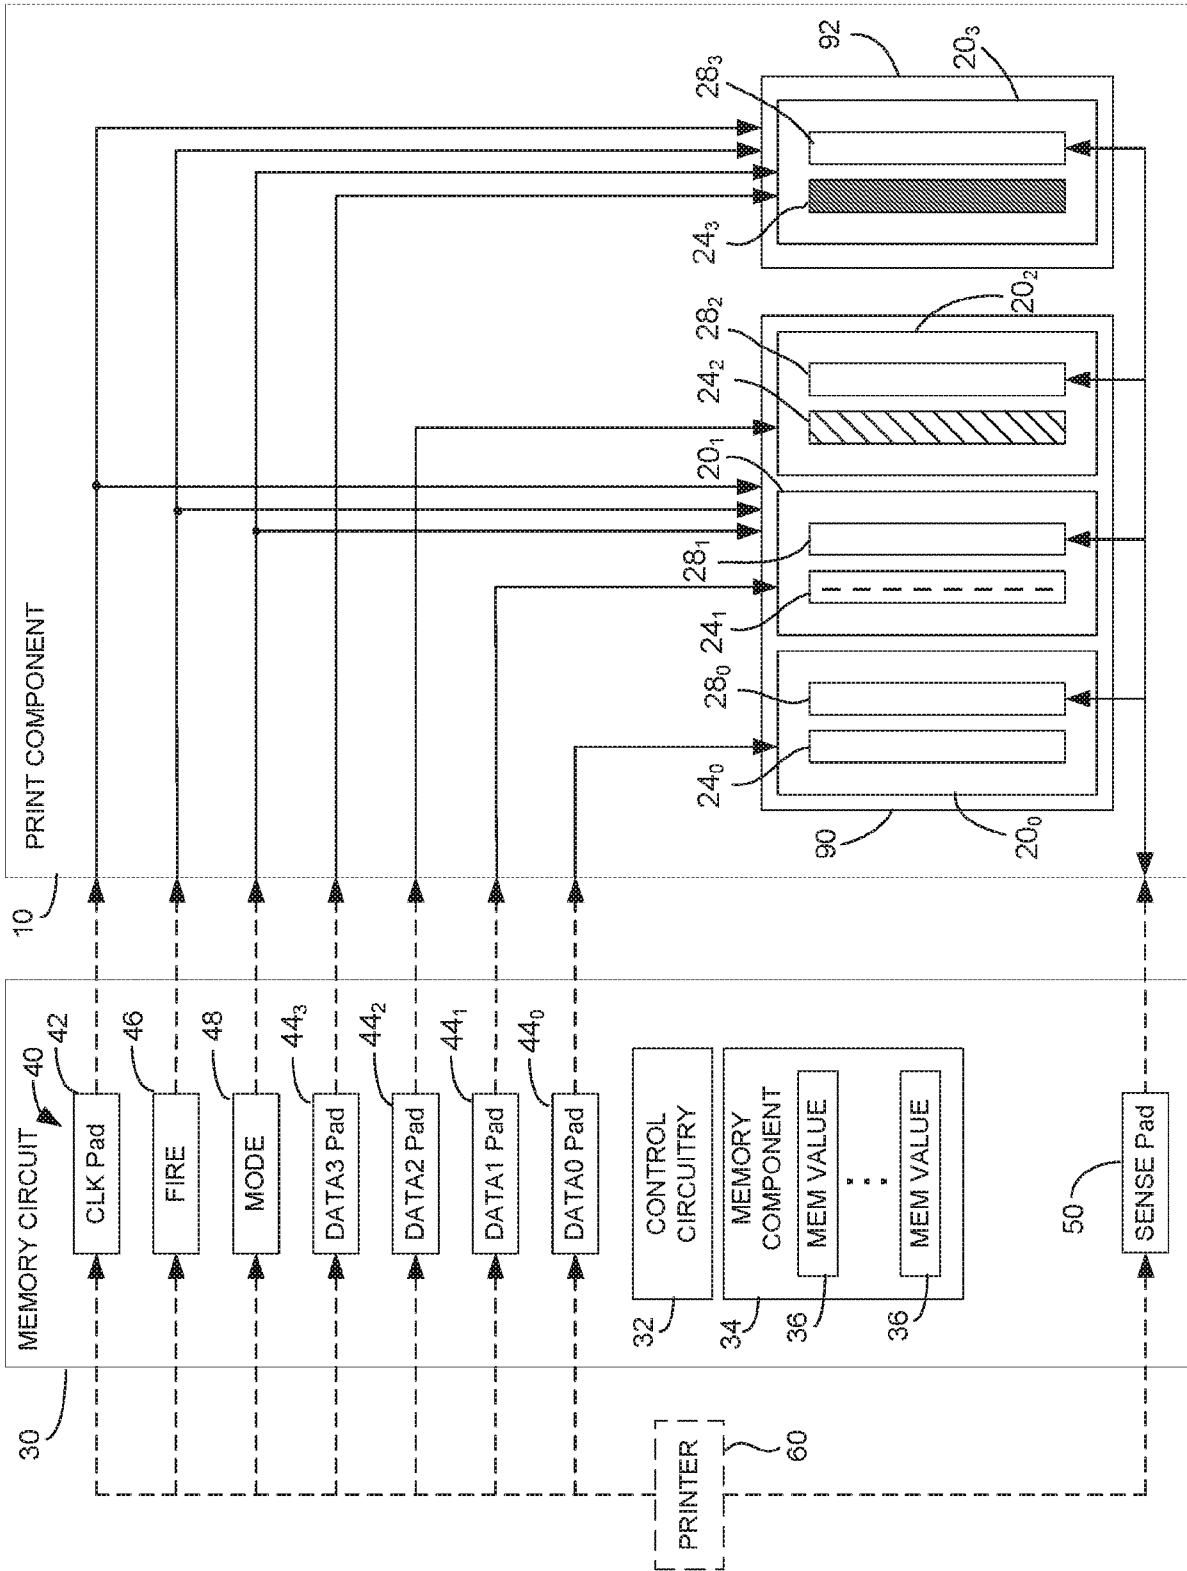 PRINT COMPONENT
10
92
20₃
28₃
24₃
20₂
28₂
24₂
20₁
28₁
24₁
28₀
24₀
20₀
90
MEMORY CIRCUIT
30
40
42
CLK Pad
46
FIRE
48
MODE
44₃
DATA3 Pad
44₂
DATA2 Pad
44₁
DATA1 Pad
44₀
DATA0 Pad
CONTROL
CIRCUITRY
32
MEMORY
COMPONENT
34
MEM VALUE
36
MEM VALUE
36
50
SENSE Pad
PRINTER
60